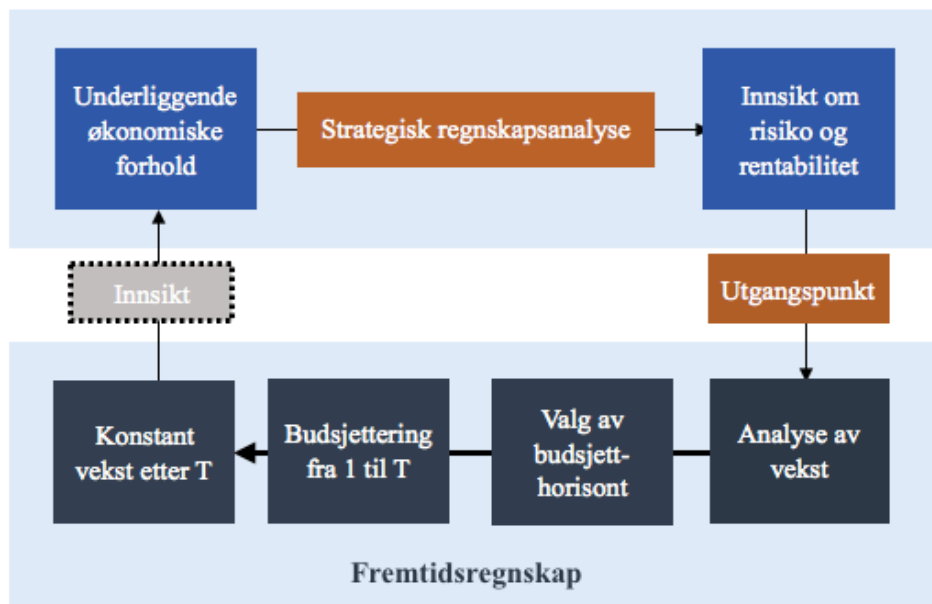 Underliggende
økonomiske
forhold
Strategisk regnskapsanalyse
Innsikt om
risiko og
rentabilitet
Innsikt
Utgangspunkt
Konstant
vekst etter T
Budsjettering
fra 1 til T
Valg av
budsjett-
horisont
Analyse av
vekst
Fremtidsregnskap